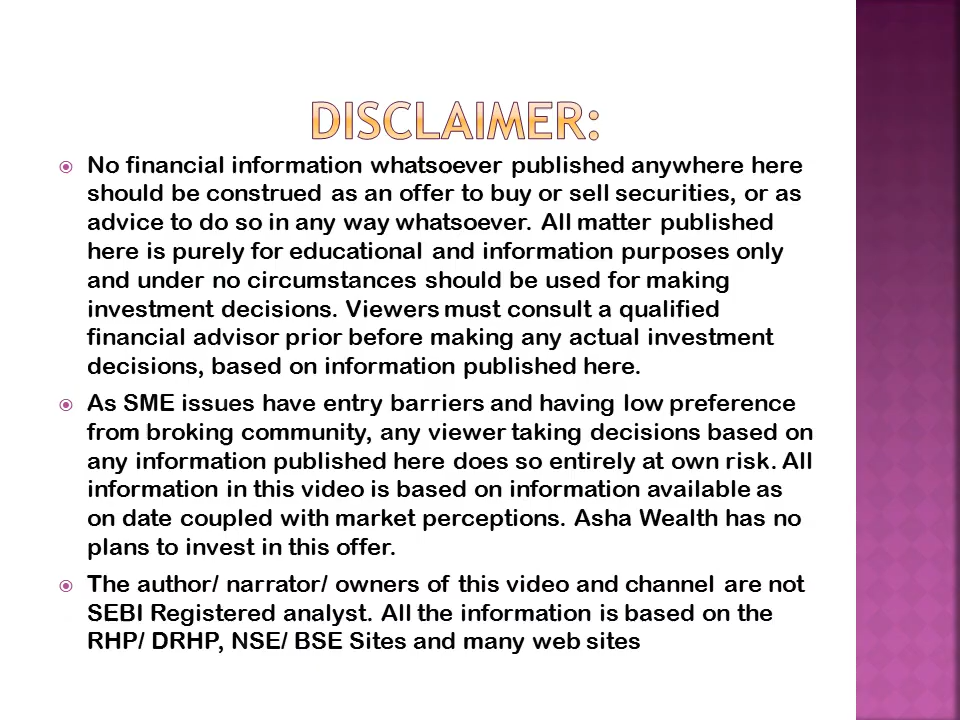 DISCLAIMER:
No financial information whatsoever published anywhere here
should be construed as an offer to buy or sell securities, or as
advice to do so in any way whatsoever. All matter published
here is purely for educational and information purposes only
and under no circumstances should be used for making
investment decisions. Viewers must consult a qualified
financial advisor prior before making any actual investment
decisions, based on information published here.
As SME issues have entry barriers and having low preference
from broking community, any viewer taking decisions based on
any information published here does so entirely at own risk. All
information in this video is based on information available as
on date coupled with market perceptions. Asha Wealth has no
plans to invest in this offer.
The author/ narrator/ owners of this video and channel are not
SEBI Registered analyst. All the information is based on the
RHP/ DRHP, NSE/ BSE Sites and many web sites